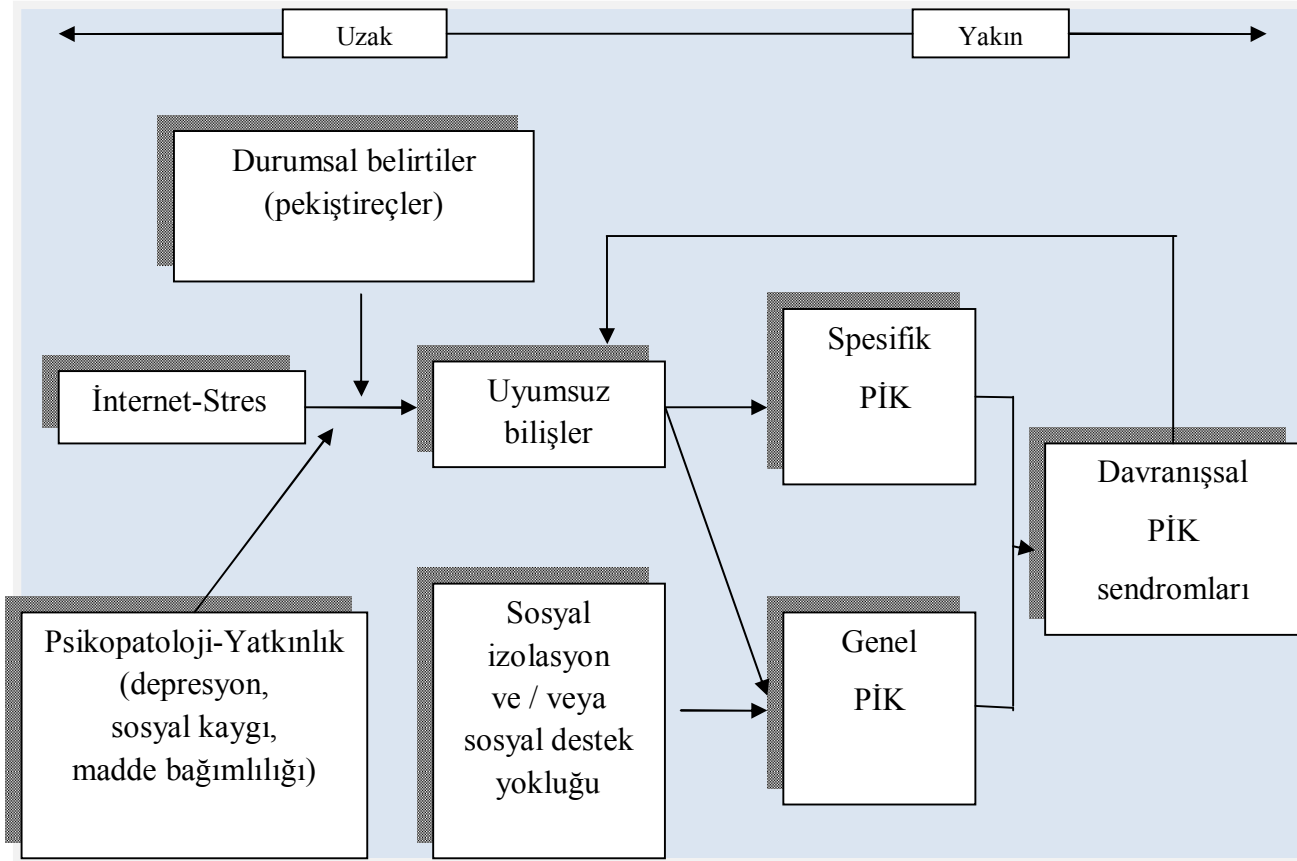 Uzak
Yakın
Durumsal belirtiler
(pekiştireçler)
İnternet-Stres
Uyumsuz
bilişler
Spesifik
PİK
Davranışsal
PİK
sendromları
Psikopatoloji-Yatkınlık
(depresyon,
sosyal kaygı,
madde bağımlılığı)
Sosyal
izolasyon
ve / veya
sosyal destek
yokluğu
Genel
PİK